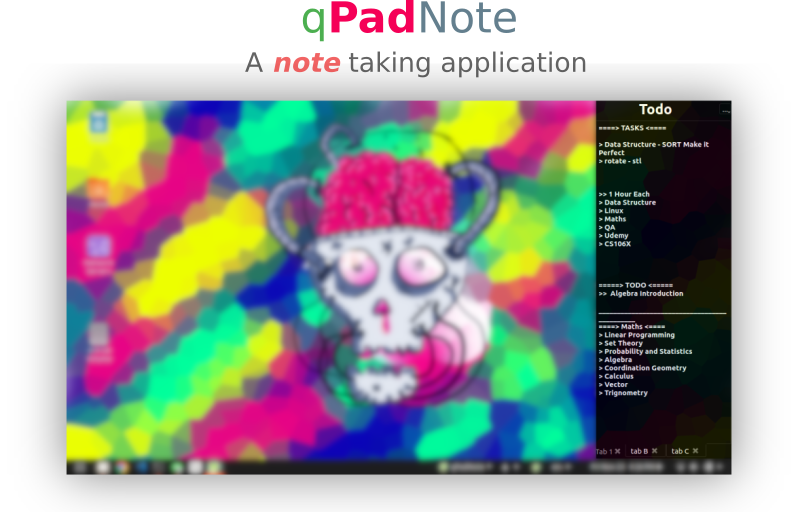 qPadNote
A note taking application
Todo
====> TASKS <====
> Data Structure - SORT Make it
Perfect
> rotate - stl
>> 1 Hour Each
> Data Structure
> Linux
> Maths
> QA
> Udemy
> CS106X
=====> TODO <=====
>> Algebra Introduction
====> Maths <====
> Linear Programming
> Set Theory
> Probability and Statistics
> Algebra
> Coordination Geometry
> Calculus
> Vector
> Trignometry
Tab 1 ⌘ tab B ⌘ tab C ⌘